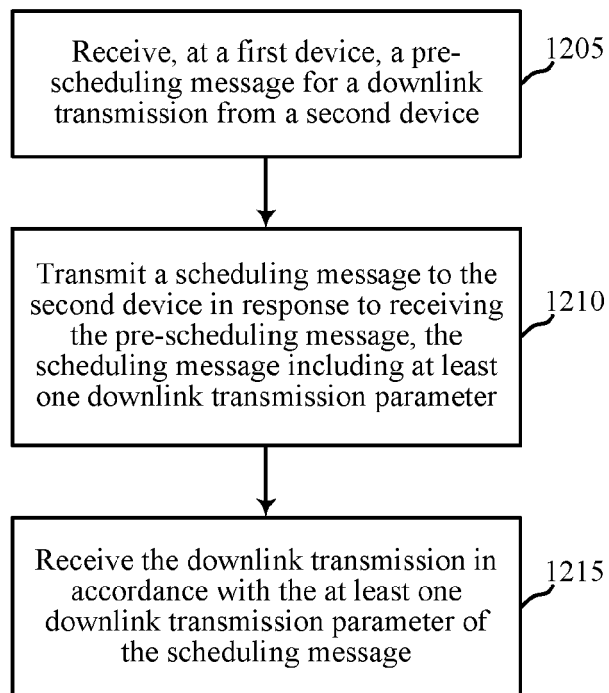 Receive, at a first device, a pre-
scheduling message for a downlink
transmission from a second device
1205
Transmit a scheduling message to the
second device in response to receiving
the pre-scheduling message, the
scheduling message including at least
one downlink transmission parameter
1210
Receive the downlink transmission in
accordance with the at least one
downlink transmission parameter of
the scheduling message
1215